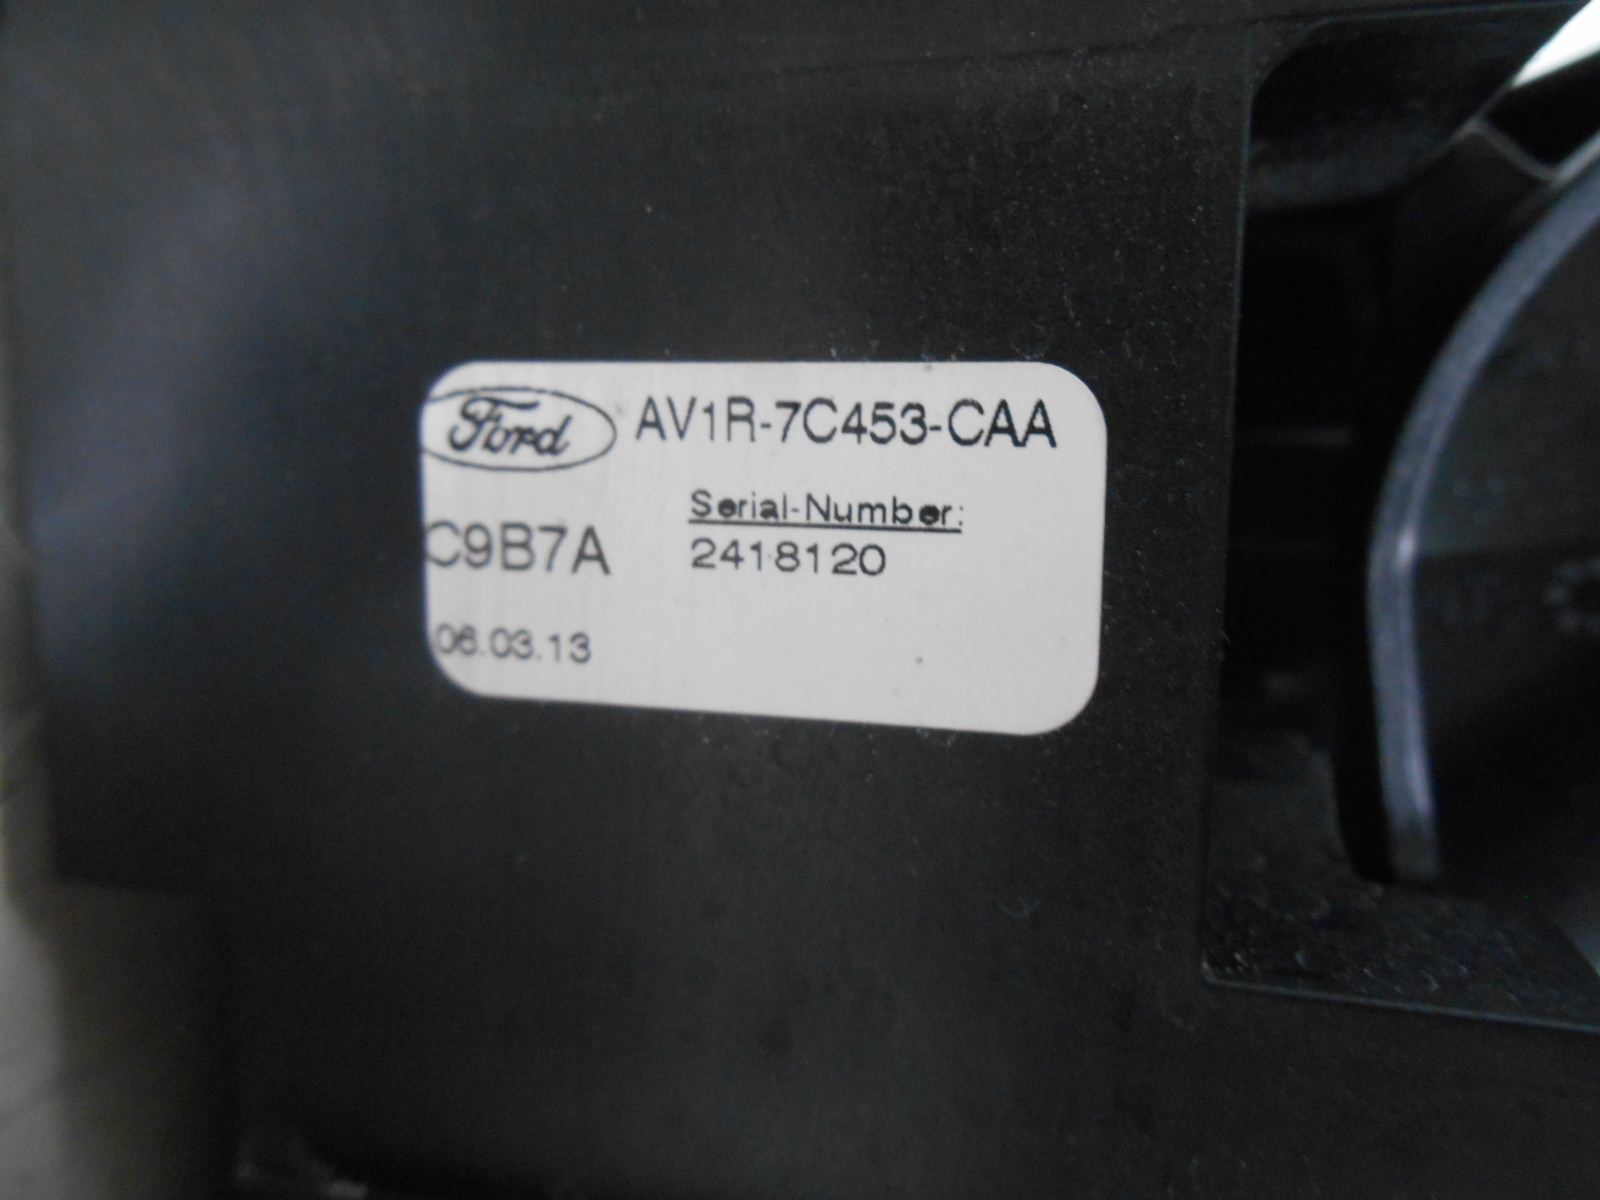 Ford AV1R-7C453-CAA
Serial-Number:
C9B7A 2418120
06.03.13